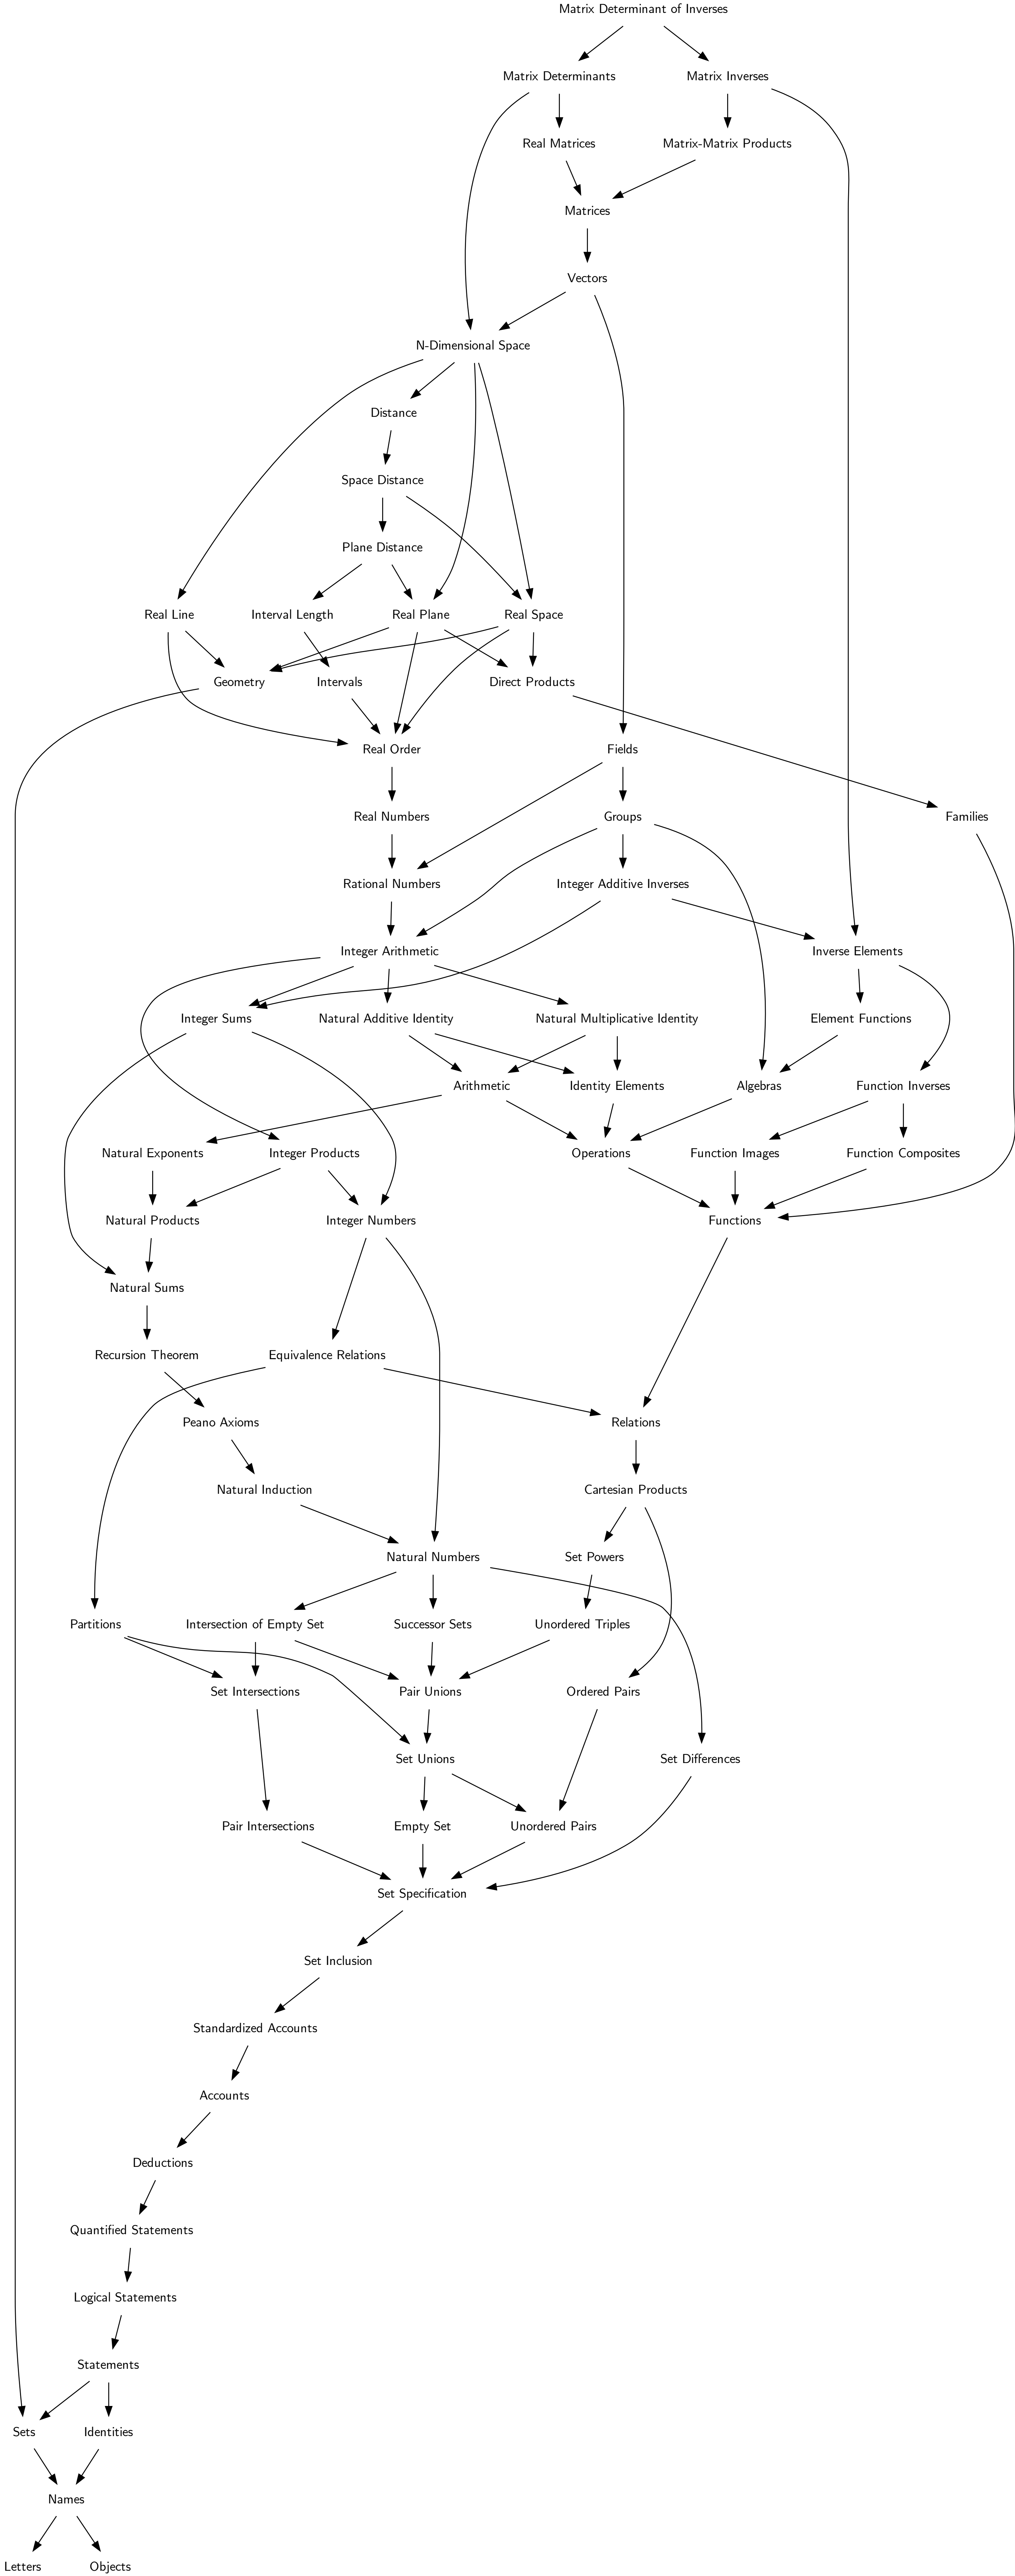 Matrix Determinant of Inverses
Matrix Determinants
Matrix Inverses
Real Matrices
Matrix-Matrix Products
Matrices
Vectors
N-Dimensional Space
Distance
Space Distance
Plane Distance
Real Line
Interval Length
Real Plane
Real Space
Geometry
Intervals
Direct Products
Real Order
Fields
Real Numbers
Groups
Families
Rational Numbers
Integer Additive Inverses
Integer Arithmetic
Inverse Elements
Integer Sums
Natural Additive Identity
Natural Multiplicative Identity
Element Functions
Arithmetic
Identity Elements
Algebras
Function Inverses
Natural Exponents
Integer Products
Operations
Function Images
Function Composites
Natural Products
Integer Numbers
Functions
Natural Sums
Recursion Theorem
Equivalence Relations
Peano Axioms
Relations
Natural Induction
Cartesian Products
Natural Numbers
Set Powers
Partitions
Intersection of Empty Set
Successor Sets
Unordered Triples
Set Intersections
Pair Unions
Ordered Pairs
Set Unions
Set Differences
Pair Intersections
Empty Set
Unordered Pairs
Set Specification
Set Inclusion
Standardized Accounts
Accounts
Deductions
Quantified Statements
Logical Statements
Statements
Sets
Identities
Names
Letters
Objects